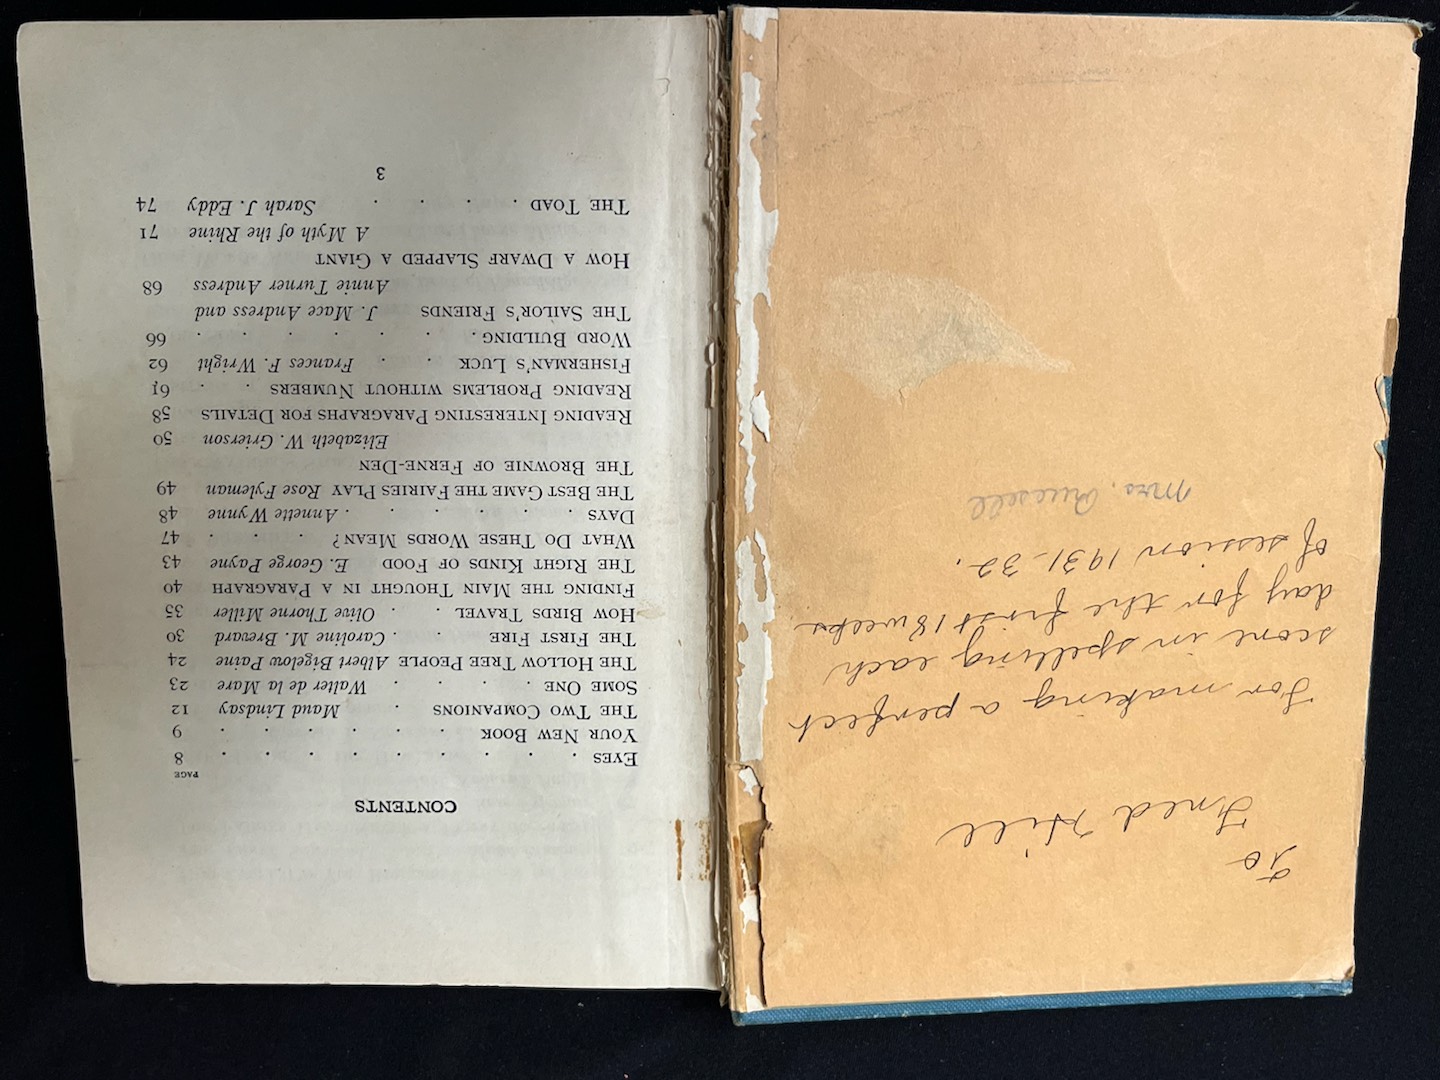 To
Fred Hill
For making a perfect
score in spelling each
day for the first 18 weeks
of session 1931-32.
Mrs.
CONTENTS
PAGE
EYES . . . . . . . . . 8
YOUR NEW BOOK . . . . . . 9
THE TWO COMPANIONS . Maud Lindsay 12
SOME ONE . . . . Walter de la Mare 23
THE HOLLOW TREE PEOPLE Albert Bigelow Paine 24
THE FIRST FIRE . . Caroline M. Brevard 30
HOW BIRDS TRAVEL . . Olive Thorne Miller 35
FINDING THE MAIN THOUGHT IN A PARAGRAPH 40
THE RIGHT KINDS OF FOOD E. George Payne 43
WHAT DO THESE WORDS MEAN? . . . . 47
DAYS . . . . . . Annette Wynne 48
THE BEST GAME THE FAIRIES PLAY Rose Fyleman 49
THE BROWNIE OF FERNE-DEN
Elizabeth W. Grierson 50
READING INTERESTING PARAGRAPHS FOR DETAILS 58
READING PROBLEMS WITHOUT NUMBERS . . 61
FISHERMAN'S LUCK . . Frances F. Wright 62
WORD BUILDING . . . . . . . 66
THE SAILOR'S FRIENDS J. Mace Andress and
Annie Turner Andress 68
HOW A DWARF SLAPPED A GIANT
A Myth of the Rhine 71
THE TOAD . . . . Sarah J. Eddy 74
3